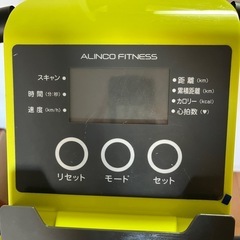 ALINCO FITNESS
スキャン
時間(分/秒)
速度(km/h)
距離(km)
累積距離(km)
カロリー(kcal)
心拍数(♥)
リセット
モード
セット